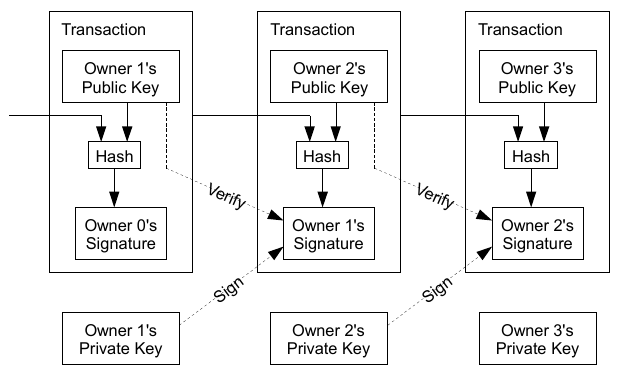 Transaction
Transaction
Transaction
Owner 1's
Public Key
Owner 2's
Public Key
Owner 3's
Public Key
Hash
Hash
Hash
Verify
Verify
Owner 0's
Signature
Owner 1's
Signature
Owner 2's
Signature
Sign
Sign
Owner 1's
Private Key
Owner 2's
Private Key
Owner 3's
Private Key